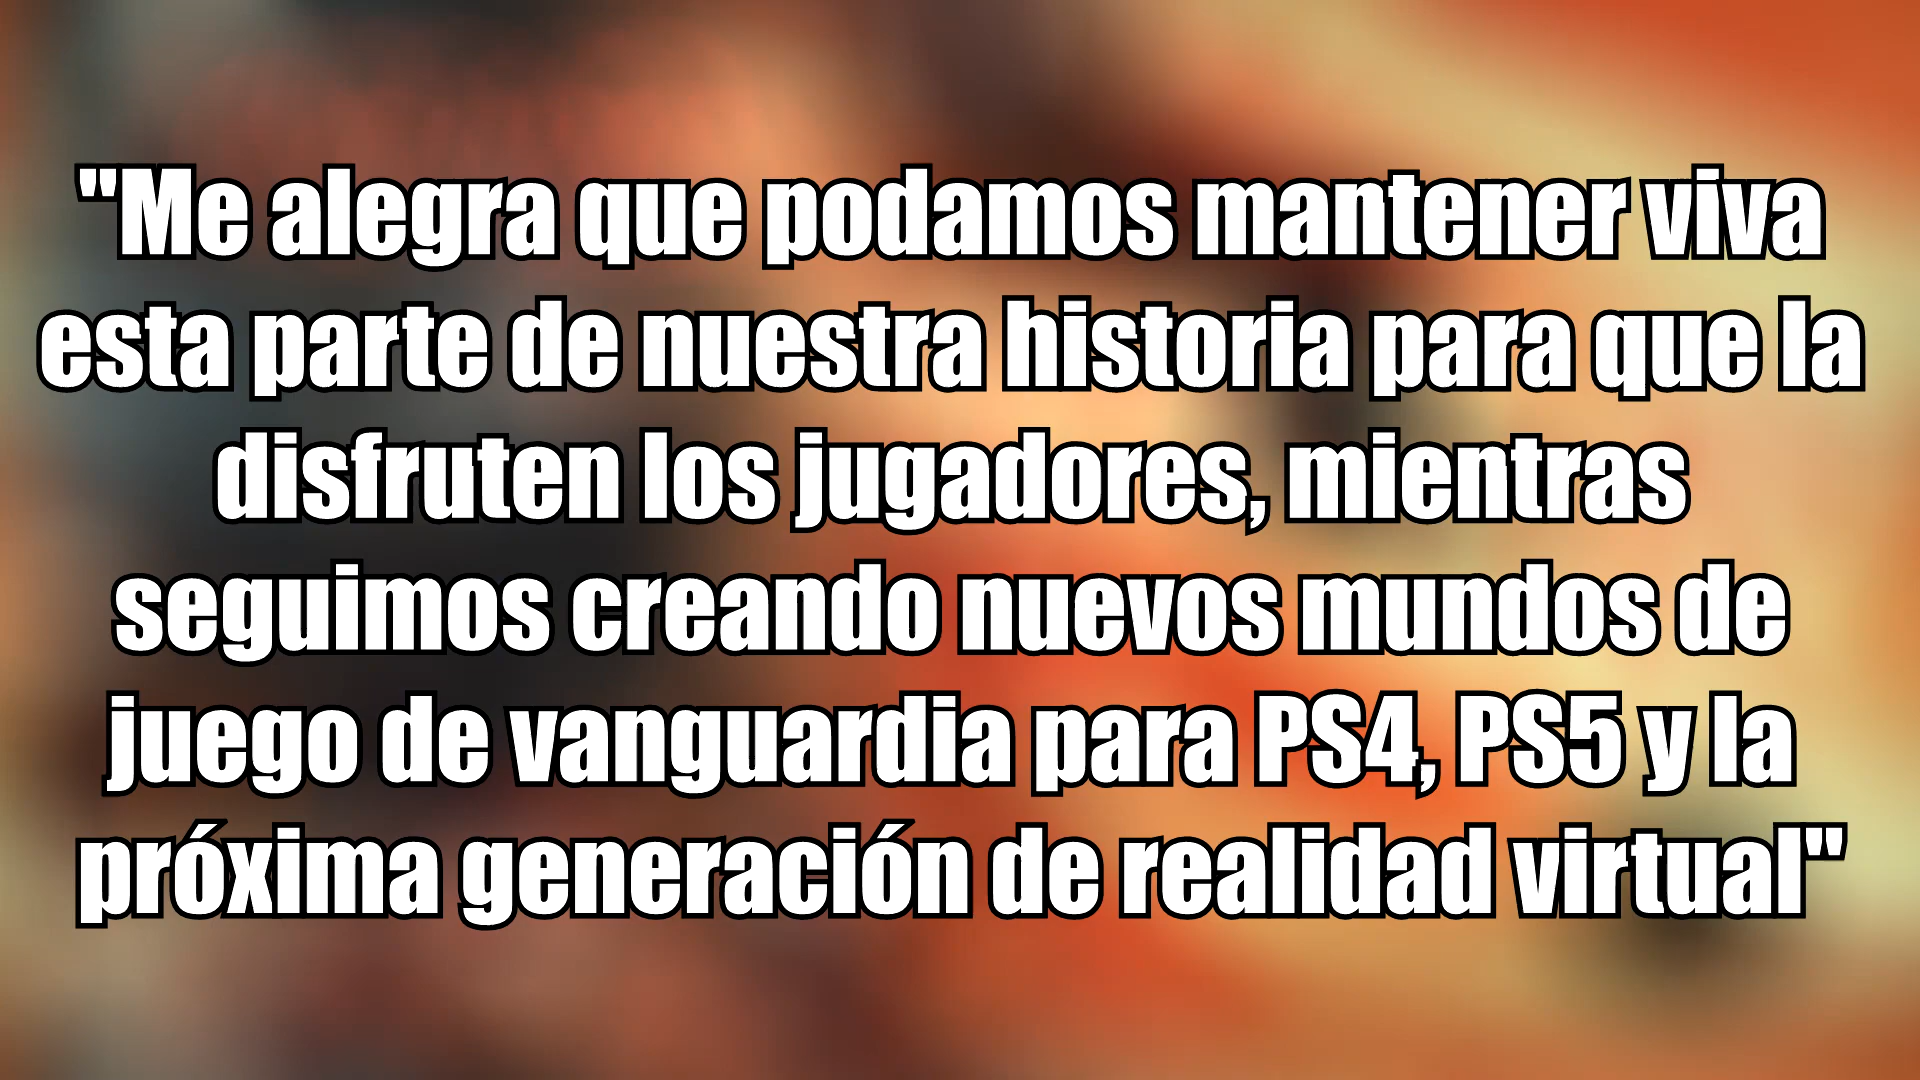 "Me alegra que podamos mantener viva
esta parte de nuestra historia para que la
disfruten los jugadores, mientras
seguimos creando nuevos mundos de
juego de vanguardia para PS4, PS5 y la
próxima generación de realidad virtual"